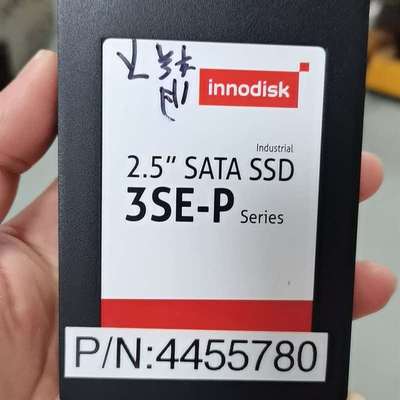 innodisk
Industrial
2.5” SATA SSD
3SE-P Series
P/N:4455780